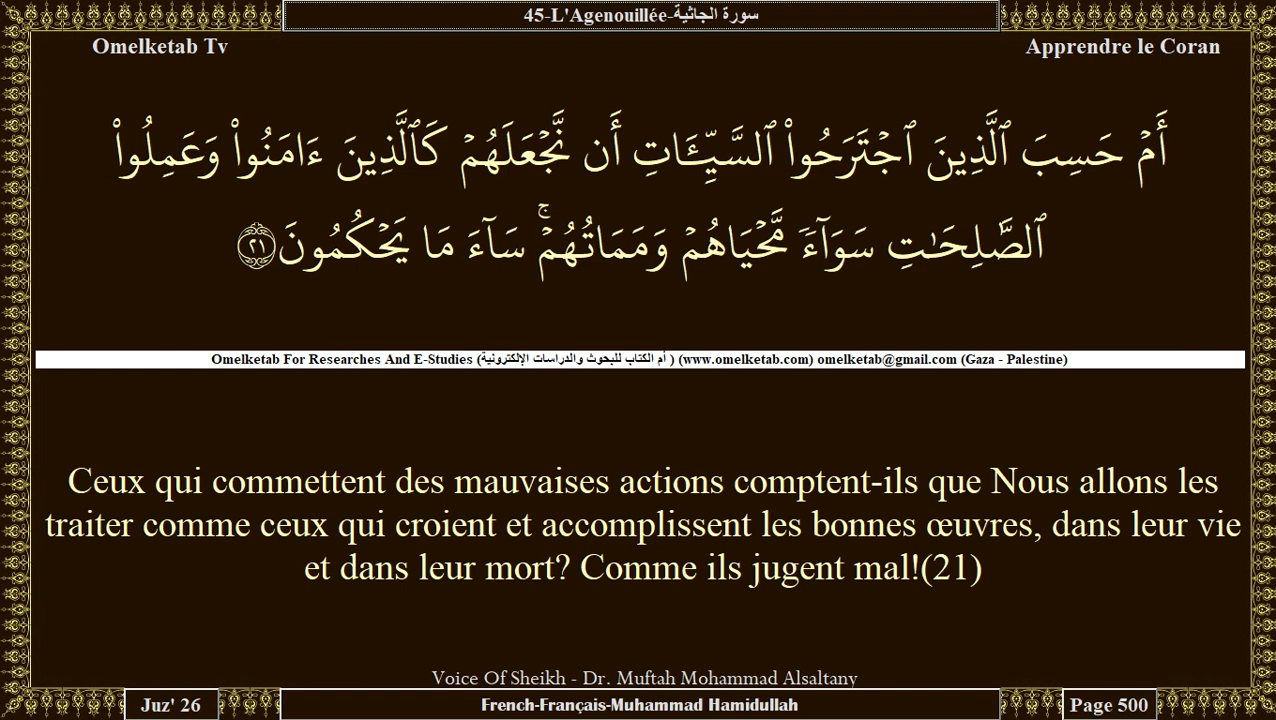 45-L'Agenouillée-سورة الجاثية
Omelketab Tv
Apprendre le Coran
أَمْ حَسِبَ ٱلَّذِينَ ٱجْتَرَحُوا۟ ٱلسَّيِّـَٔاتِ أَن نَّجْعَلَهُمْ كَٱلَّذِينَ ءَامَنُوا۟ وَعَمِلُوا۟
ٱلصَّـٰلِحَـٰتِ سَوَآءًۭ مَّحْيَاهُمْ وَمَمَاتُهُمْ ۚ سَآءَ مَا يَحْكُمُونَ ٢١
Omelketab For Researches And E-Studies (أم الكتاب للبحوث والدراسات الإلكترونية ) (www.omelketab.com) omelketab@gmail.com (Gaza - Palestine)
Ceux qui commettent des mauvaises actions comptent-ils que Nous allons les
traiter comme ceux qui croient et accomplissent les bonnes œuvres, dans leur vie
et dans leur mort? Comme ils jugent mal!(21)
Voice Of Sheikh - Dr. Muftah Mohammad Alsaltany
Juz' 26
French-Français-Muhammad Hamidullah
Page 500